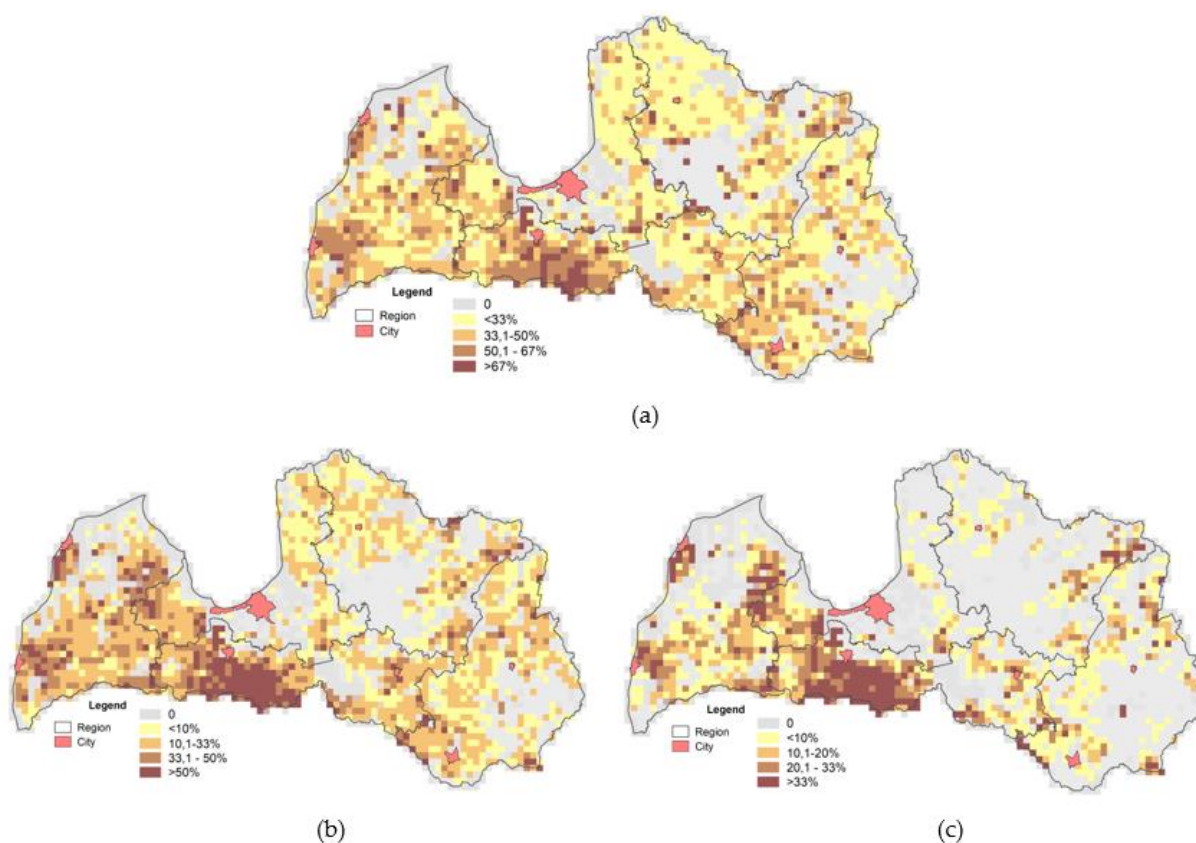 Legend
Region
City
0
<33%
33,1-50%
50,1 - 67%
>67%
(a)
Legend
Region
City
0
<10%
10,1-33%
33,1 - 50%
>50%
(b)
Legend
Region
City
0
<10%
10,1-20%
20,1 - 33%
>33%
(c)